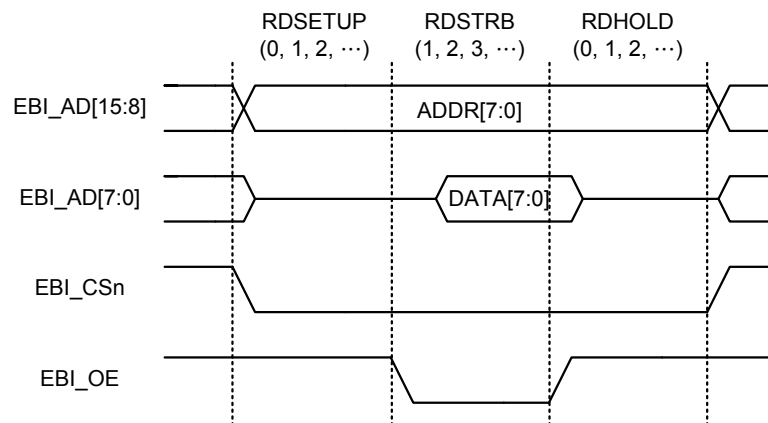 RDSETUP RDSTRB RDHOLD
(0, 1, 2, ⋯) (1, 2, 3, ⋯) (0, 1, 2, ⋯)
EBI_AD[15:8] ADDR[7:0]
EBI_AD[7:0] DATA[7:0]
EBI_CSn
EBI_OE